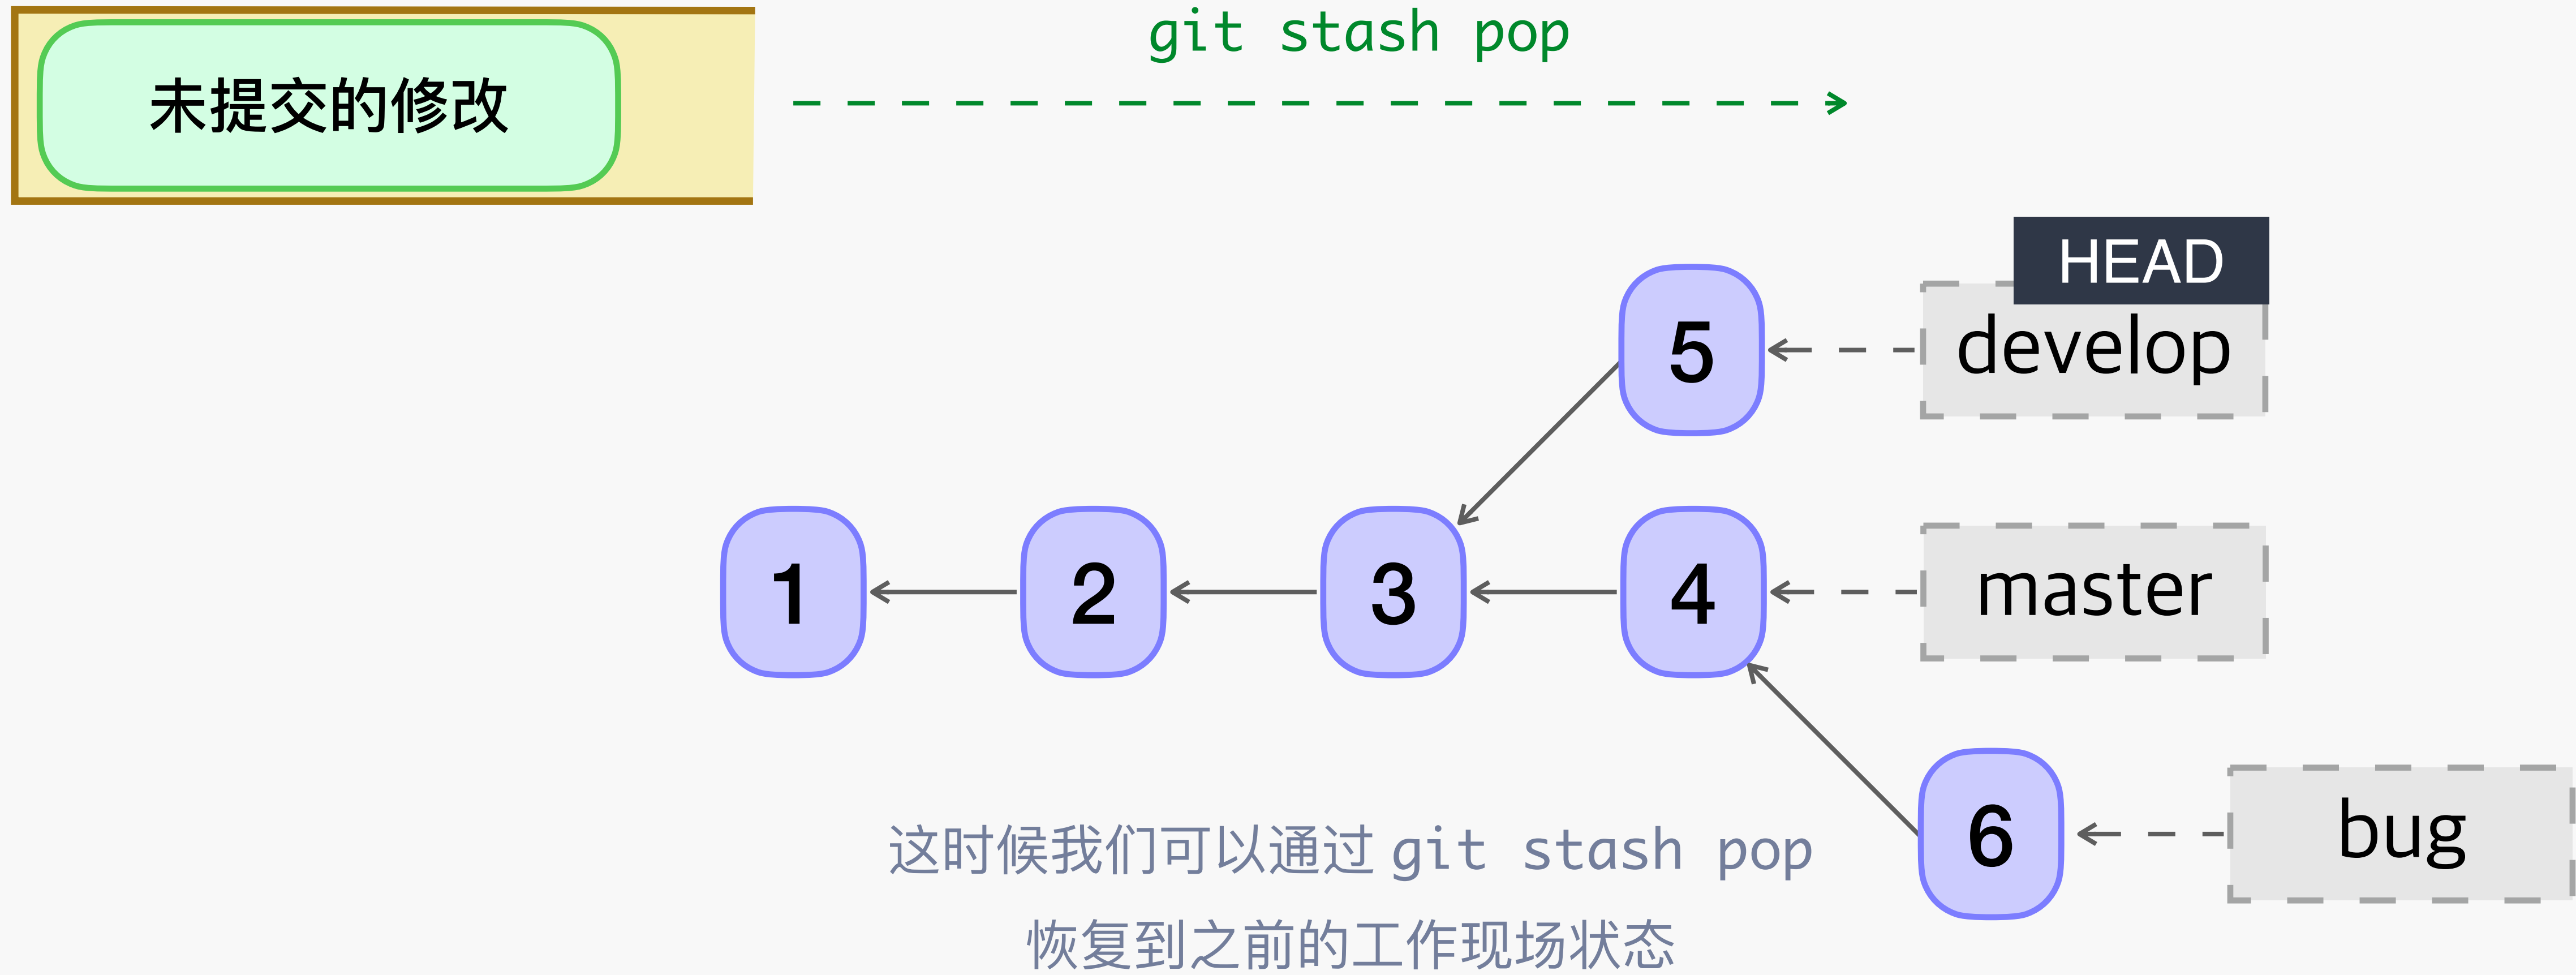 git stash pop
未提交的修改
HEAD
5
develop
1
2
3
4
master
6
bug
这时候我们可以通过 git stash pop
恢复到之前的工作现场状态